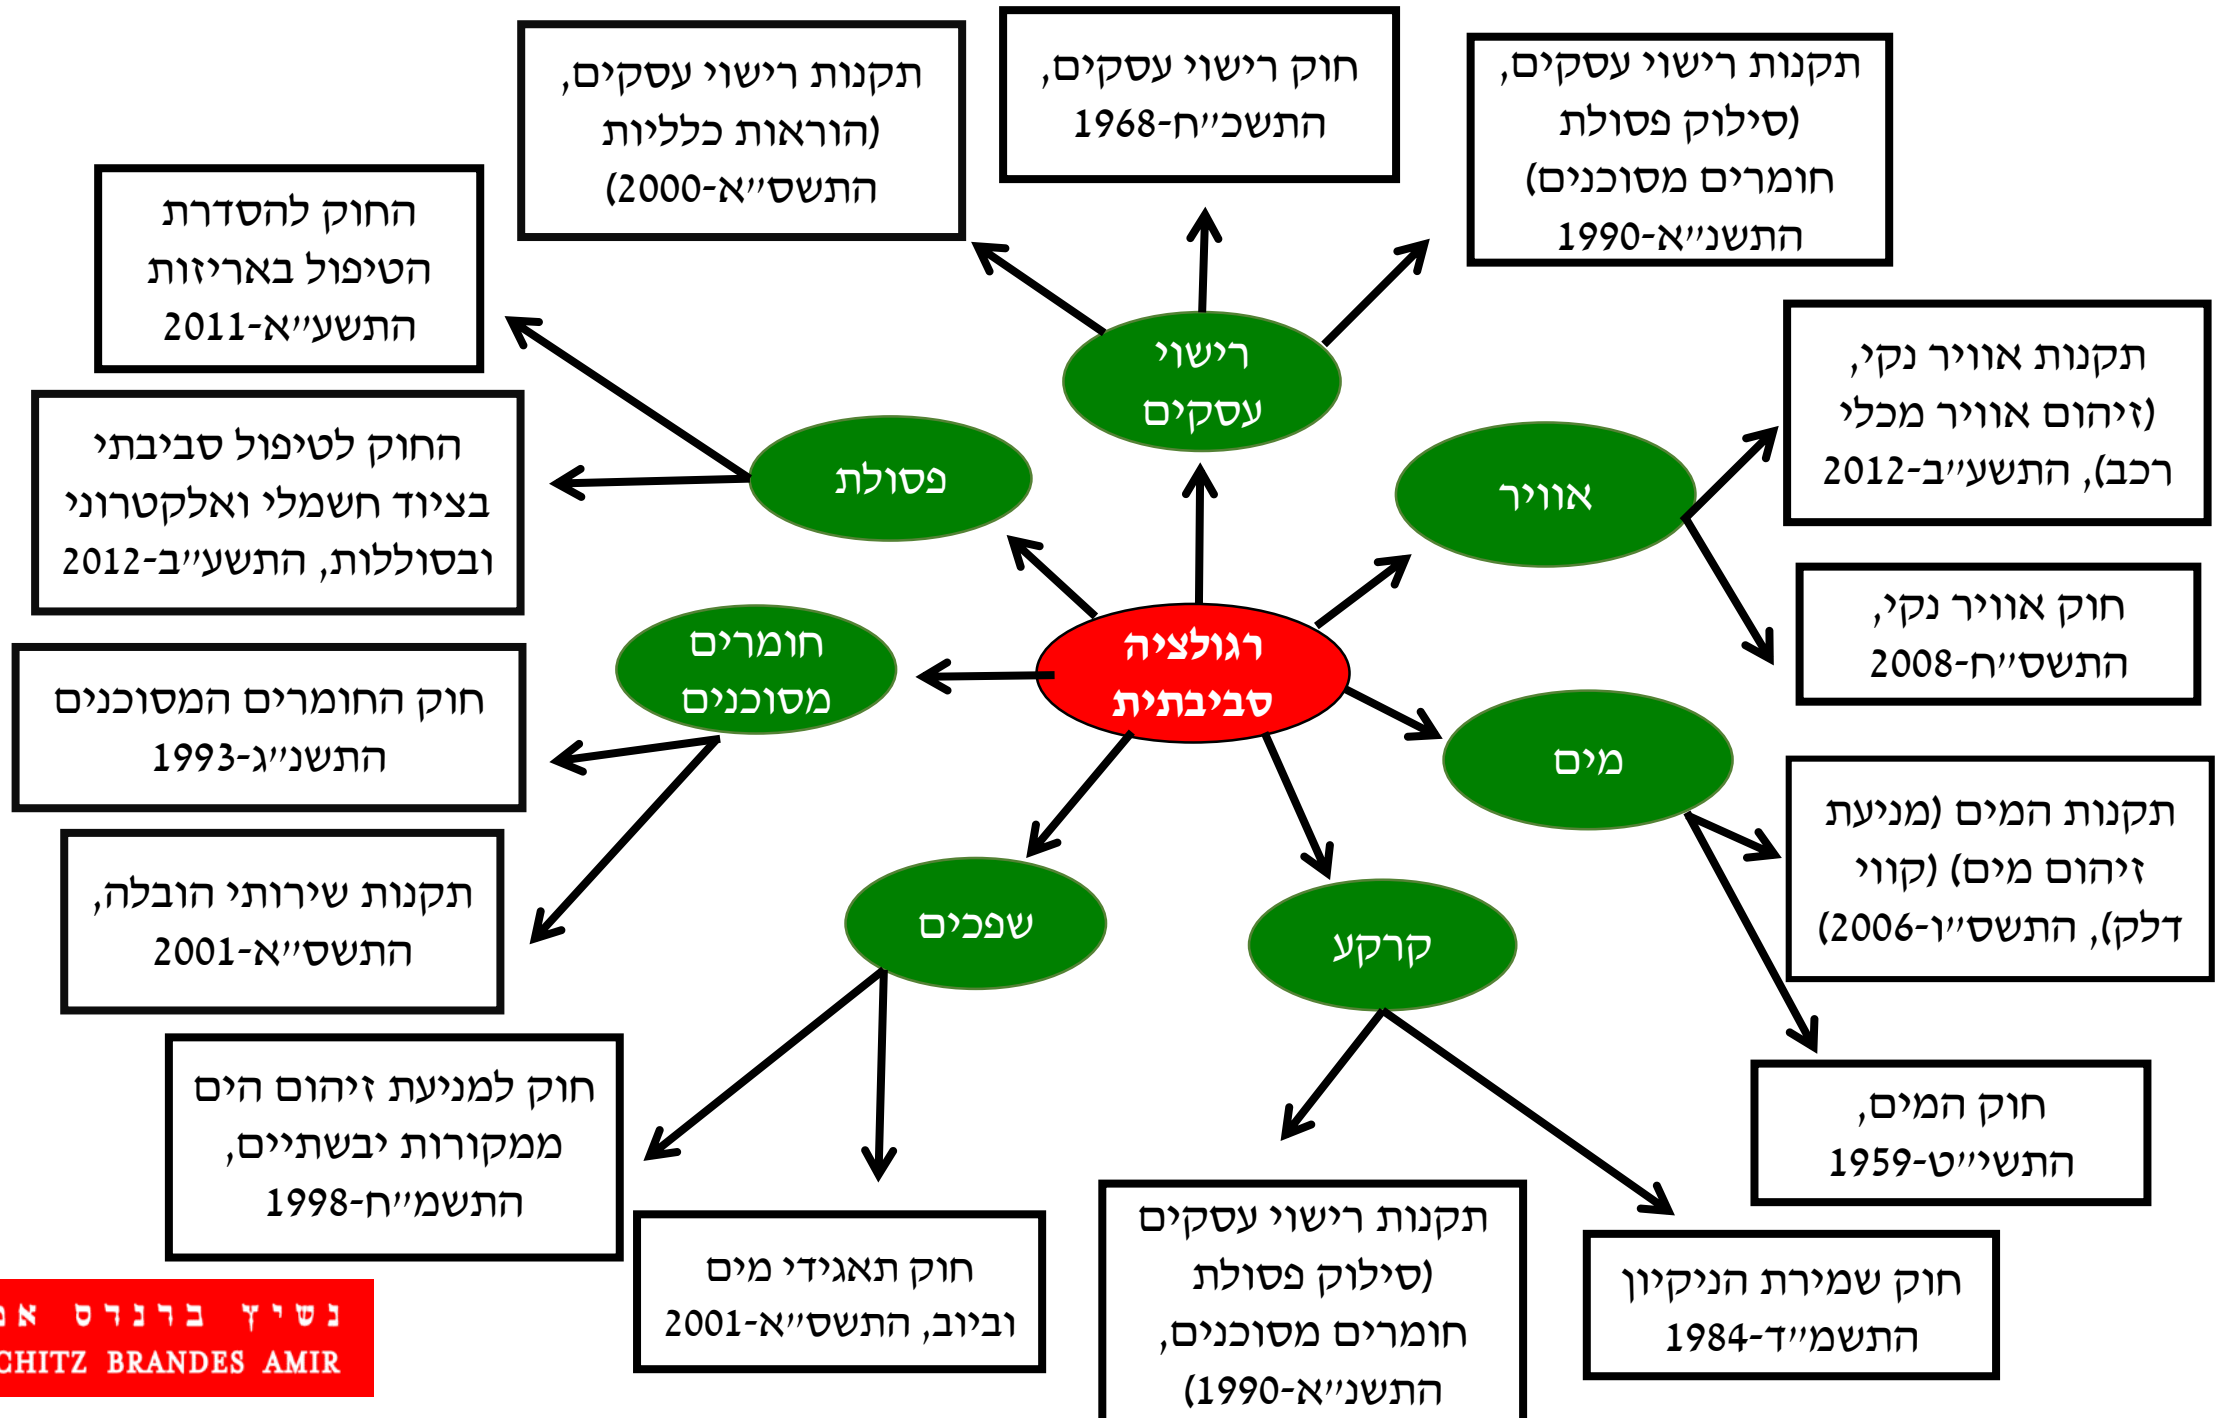 תקנות רישוי עסקים,
(סילוק פסולת
חומרים מסוכנים)
התשנ''א-1990
חוק רישוי עסקים,
התשכ''ח-1968
תקנות רישוי עסקים,
(הוראות כלליות
התשס''א-2000)
החוק להסדרת
הטיפול באריזות
התשע''א-2011
רישוי
עסקים
תקנות אוויר נקי,
(זיהום אוויר מכלי
רכב), התשע''ב-2012
אוויר
פסולת
החוק לטיפול סביבתי
בציוד חשמלי ואלקטרוני
ובסוללות, התשע''ב-2012
חוק אוויר נקי,
התשס''ח-2008
רגולציה
סביבתית
חומרים
מסוכנים
חוק החומרים המסוכנים
התשנ''ג-1993
מים
תקנות המים (מניעת
זיהום מים) (קווי
דלק), התשס''ו-2006)
תקנות שירותי הובלה,
התשס''א-2001
שפכים
קרקע
חוק המים,
התשי''ט-1959
חוק למניעת זיהום הים
ממקורות יבשתיים,
התשמ''ח-1998
חוק תאגידי מים
וביוב, התשס''א-2001
תקנות רישוי עסקים
(סילוק פסולת
חומרים מסוכנים,
התשנ''א-1990)
חוק שמירת הניקיון
התשמ''ד-1984
נשיץ ברנדס
BRANDES AMIR